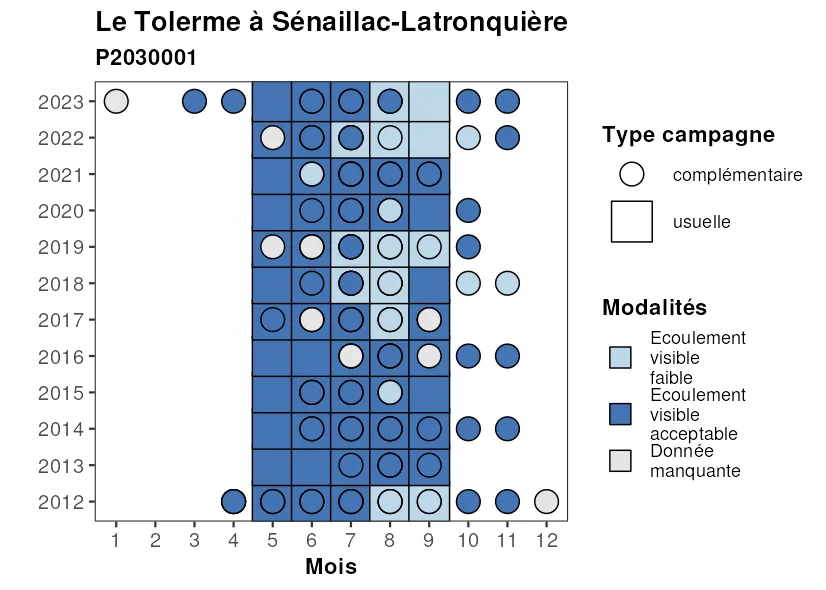 Le Tolerme à Sénaillac-Latronquière
P2030001
2023
2022
2021
2020
2019
2018
2017
2016
2015
2014
2013
2012
1 2 3 4 5 6 7 8 9 10 11 12
Mois
Type campagne
complémentaire
usuelle
Modalités
Ecoulement
visible
faible
Ecoulement
visible
acceptable
Donnée
manquante